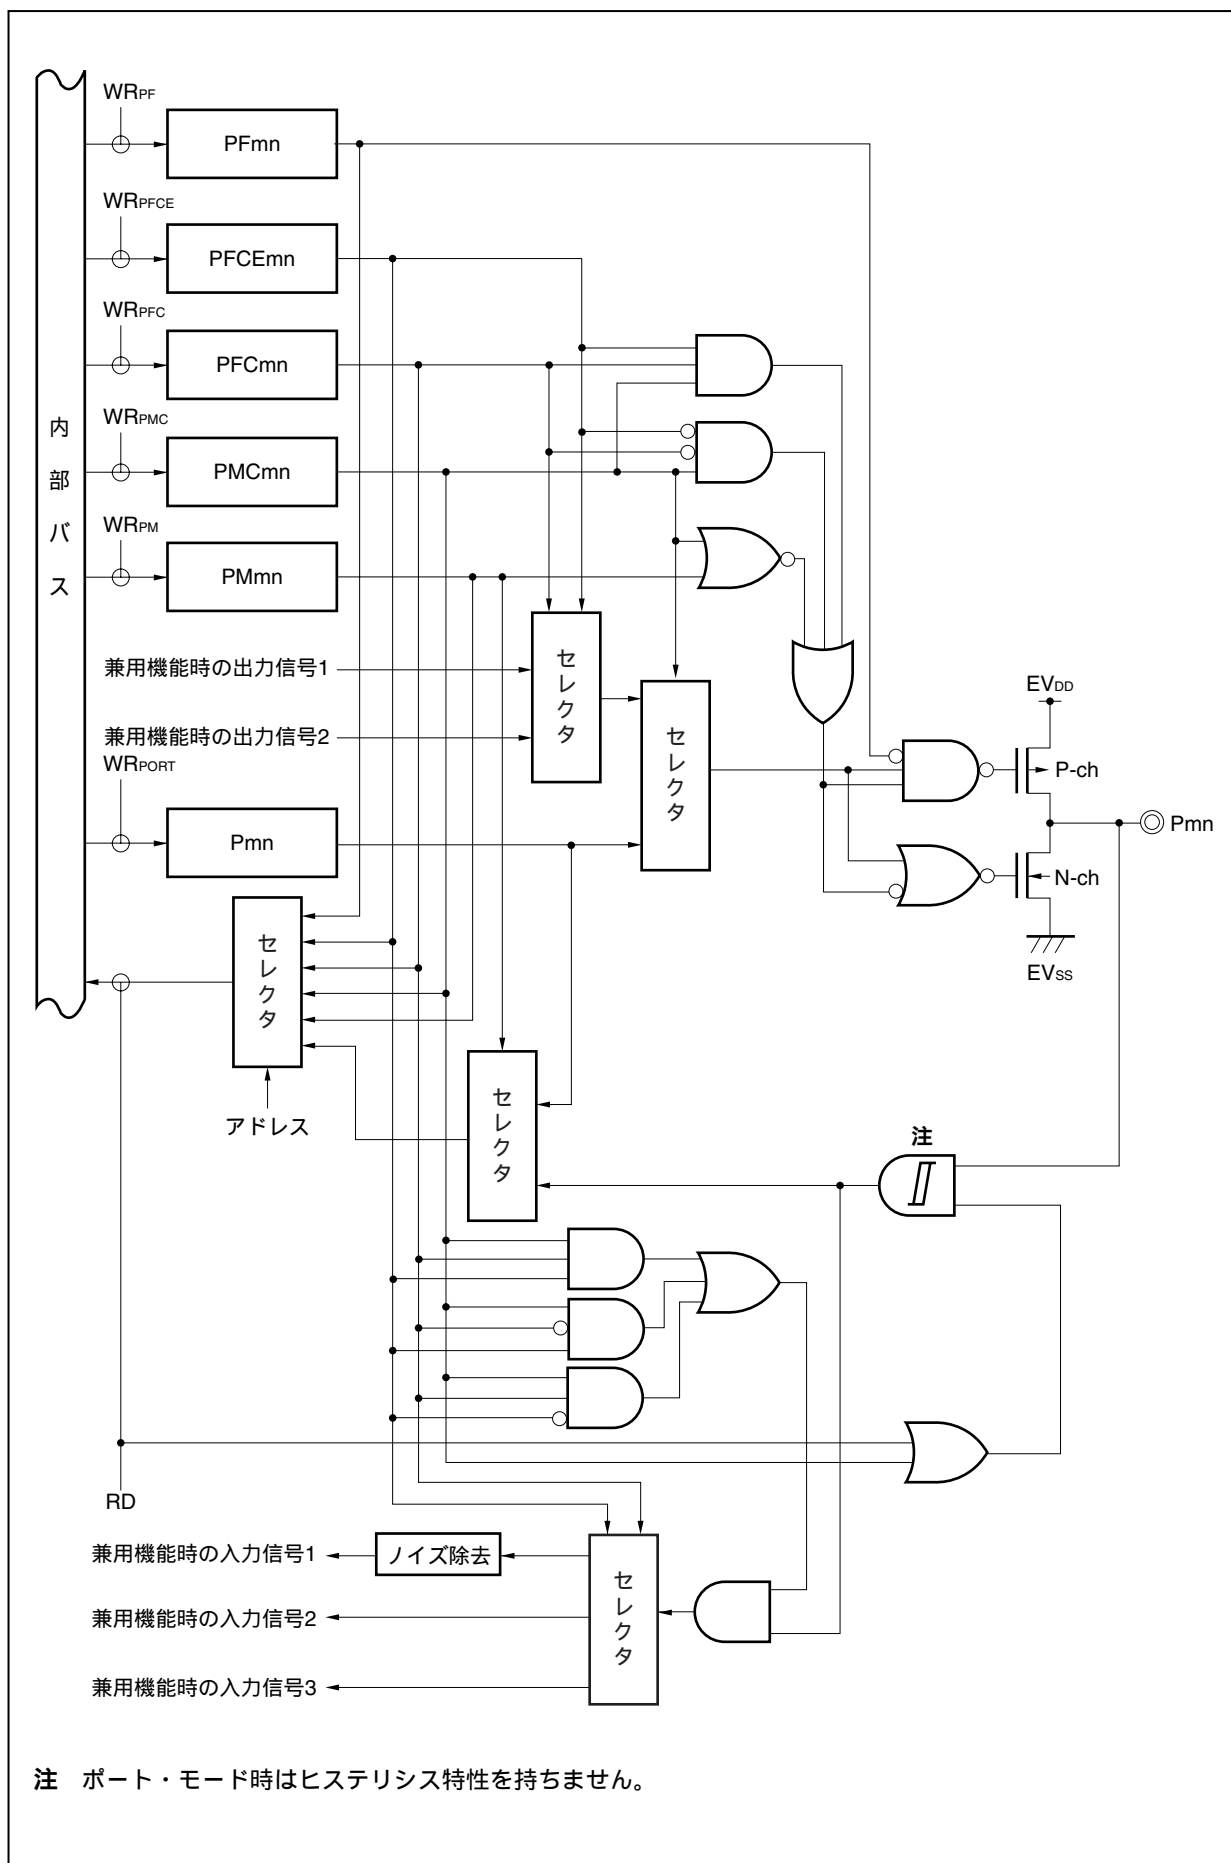 WRPF
PFmn
WRPFCE
PFCEmn
WRPFC
PFCmn
内部バス
WRPMC
PMCmn
WRPM
PMmn
兼用機能時の出力信号1
セレクタ
兼用機能時の出力信号2
セレクタ
EVDD
P-ch
WRPORT
Pmn
Pmn
N-ch
EVSS
セレクタ
アドレス
セレクタ
注
RD
兼用機能時の入力信号1
ノイズ除去
セレクタ
兼用機能時の入力信号2
兼用機能時の入力信号3
注 ポート・モード時はヒステリシス特性を持ちません。